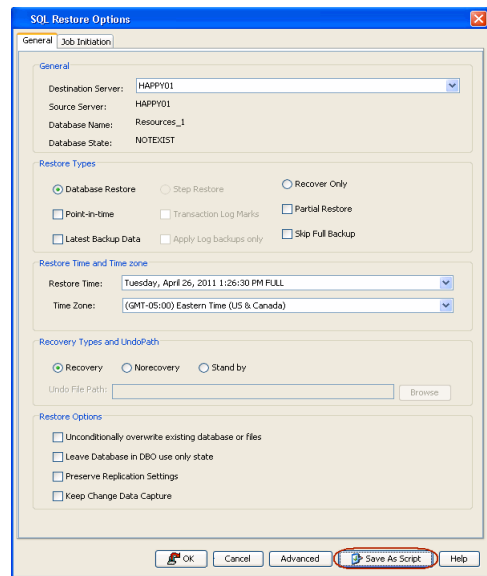 SQL Restore Options
General Job Initiation
General
Destination Server: HAPPY01
Source Server: HAPPY01
Database Name: Resources_1
Database State: NOTEXIST
Restore Types
Database Restore Step Restore Recover Only
Point-in-time Transaction Log Marks Partial Restore
Latest Backup Data Apply Log backups only Skip Full Backup
Restore Time and Time zone
Restore Time: Tuesday, April 26, 2011 1:26:30 PM FULL
Time Zone: (GMT-05:00) Eastern Time (US & Canada)
Recovery Types and UndoPath
Recovery Norecovery Stand by
Undo File Path: Browse
Restore Options
Unconditionally overwrite existing database or files
Leave Database in DBO use only state
Preserve Replication Settings
Keep Change Data Capture
OK Cancel Advanced Save As Script Help